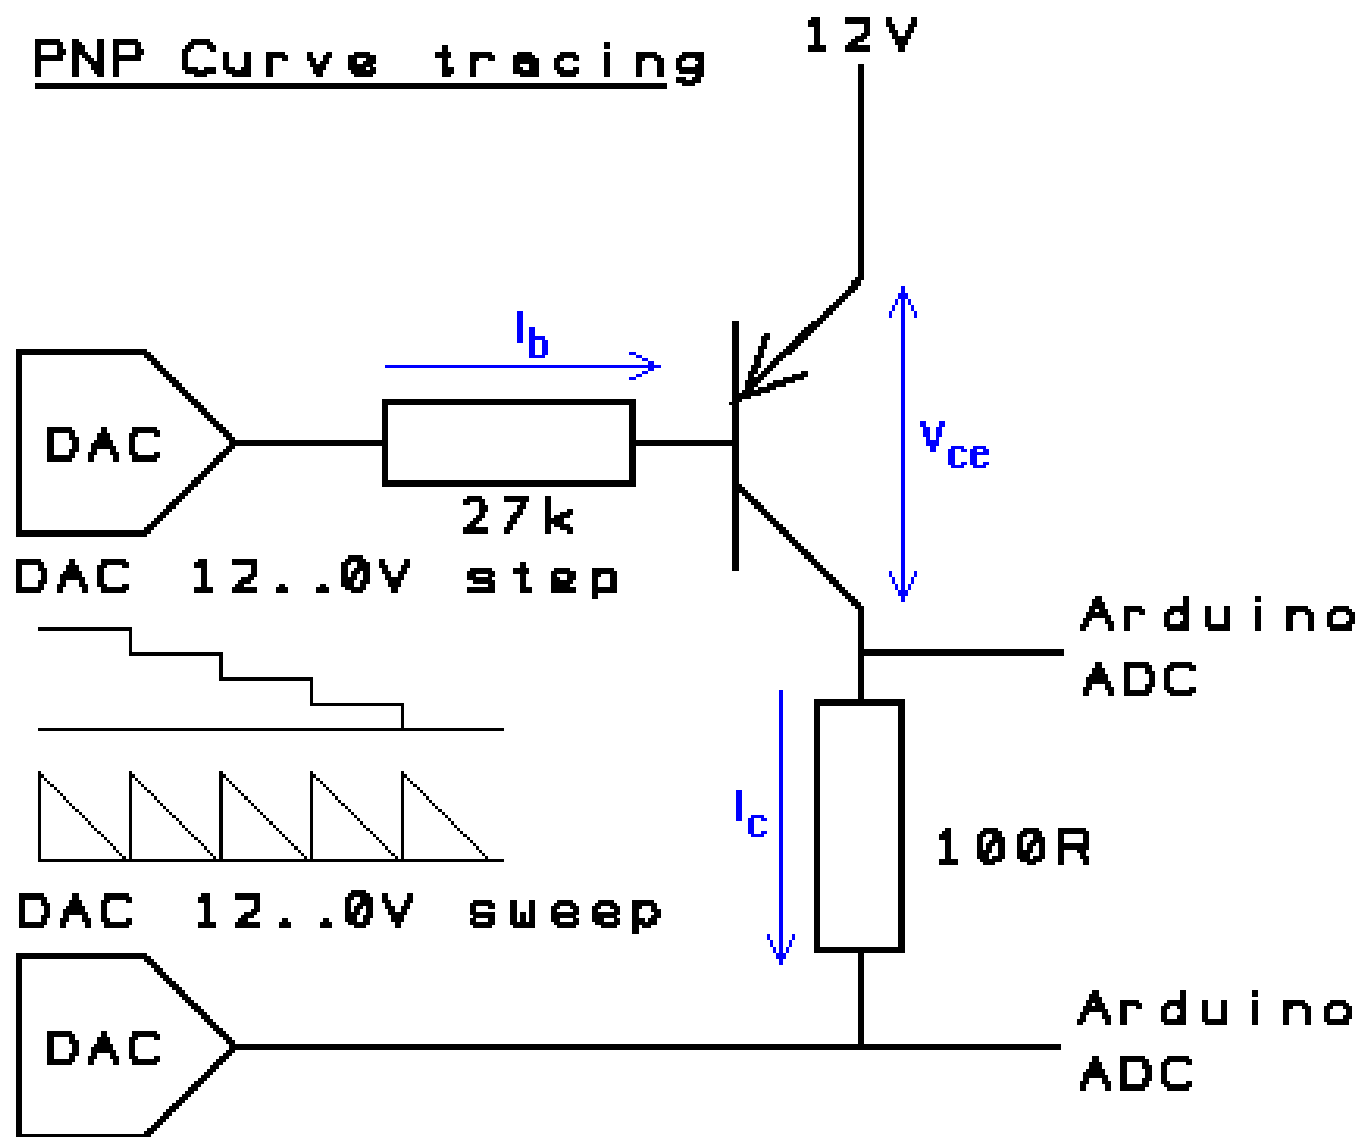 PNP Curve tracing
12V
Ib
Vce
DAC
27k
DAC 12..0V step
Arduino
ADC
Ic
100R
DAC 12..0V sweep
DAC
Arduino
ADC